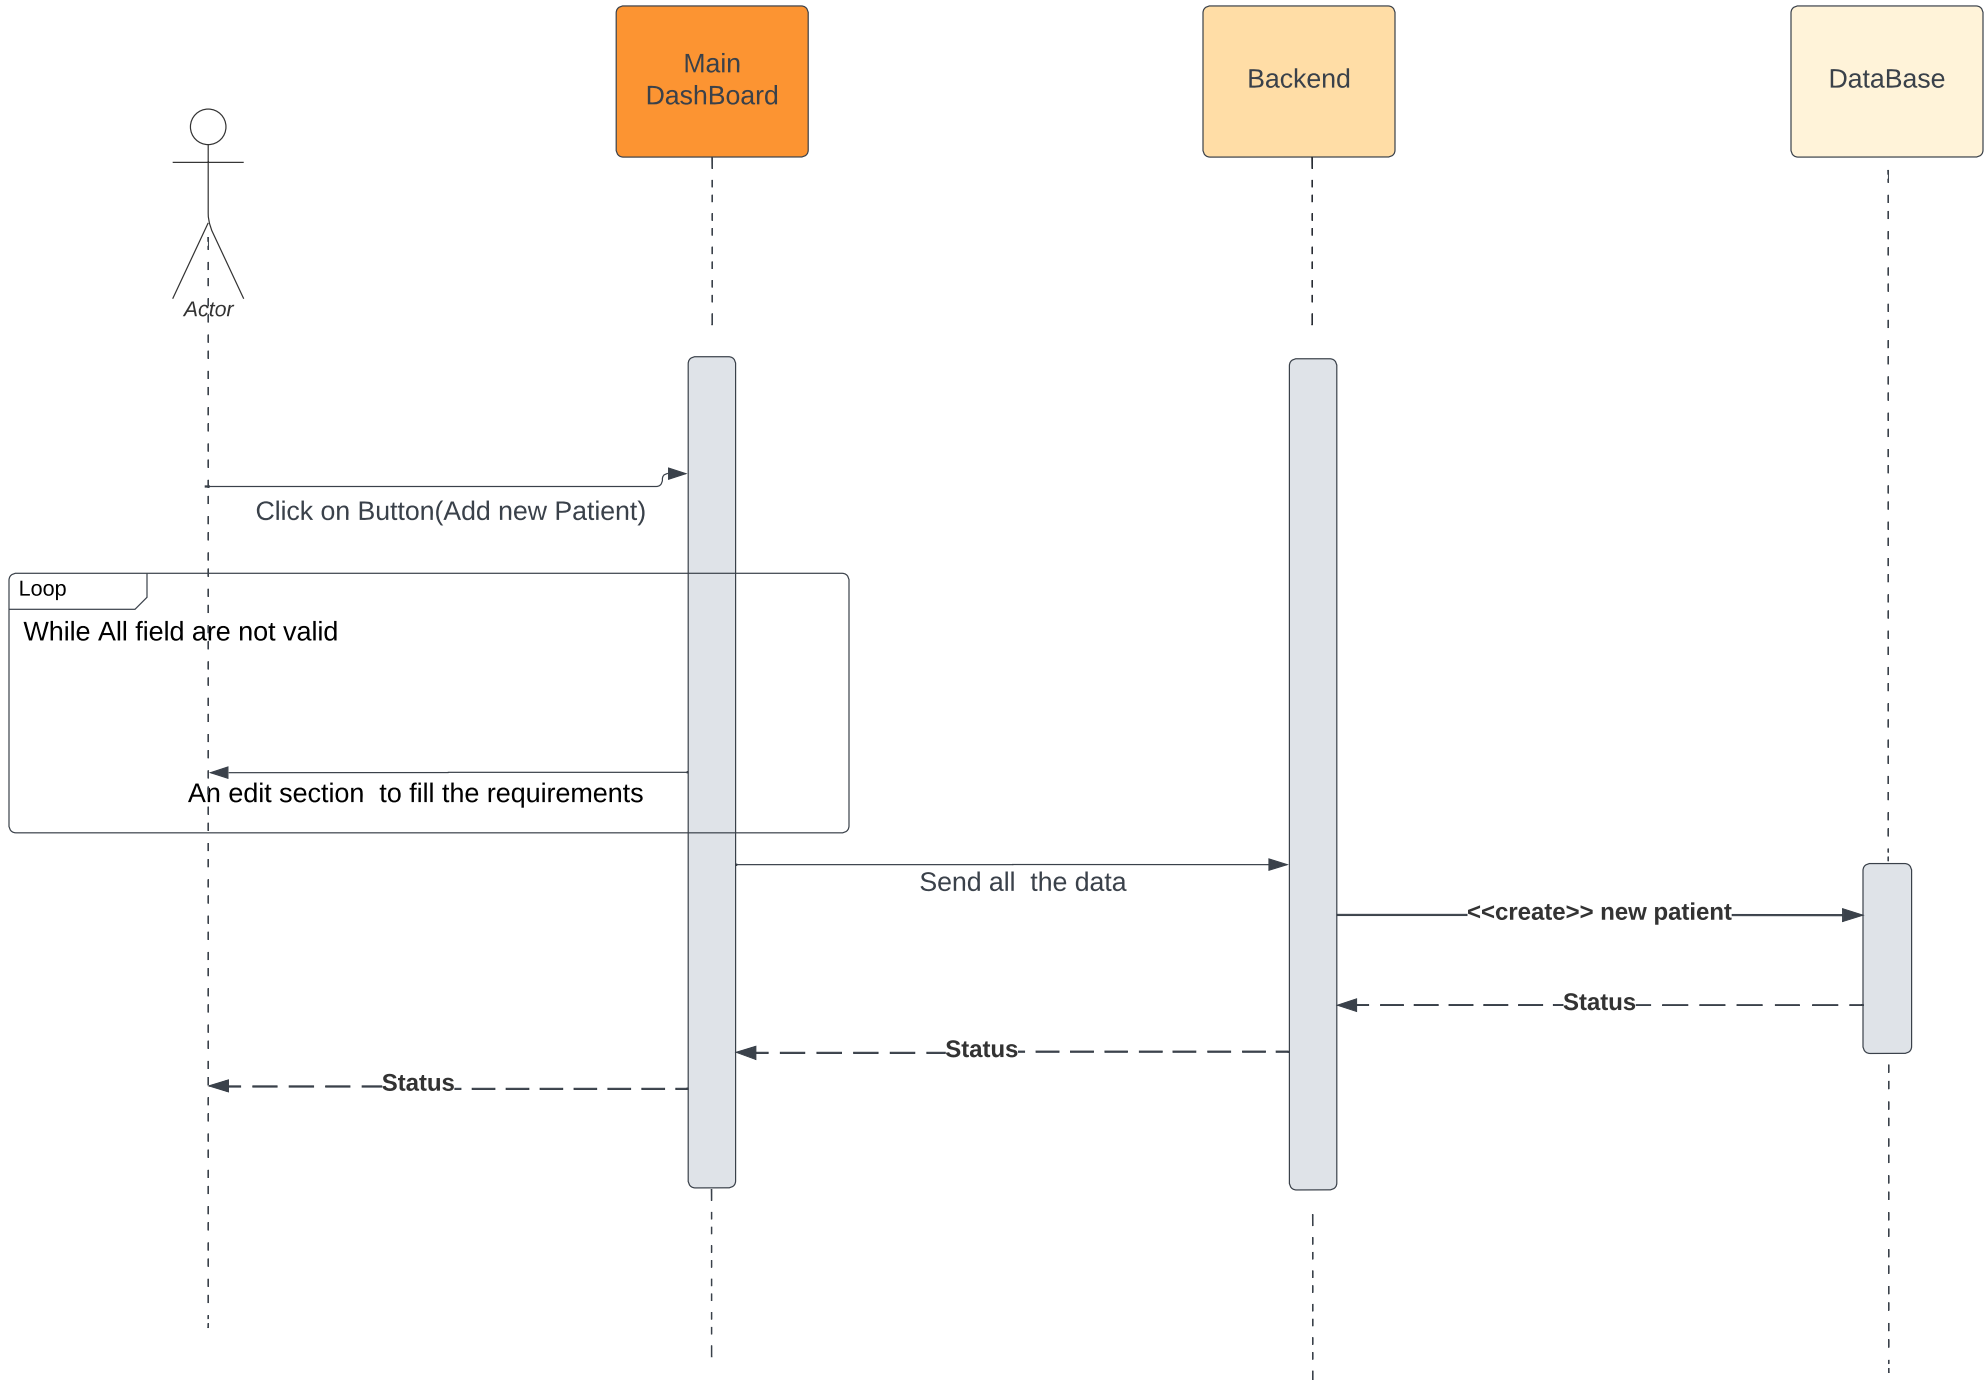 Main
DashBoard
Backend
DataBase
Actor
Click on Button(Add new Patient)
Loop
While All field are not valid
An edit section  to fill the requirements
Send all  the data
<<create>> new patient
Status
Status
Status